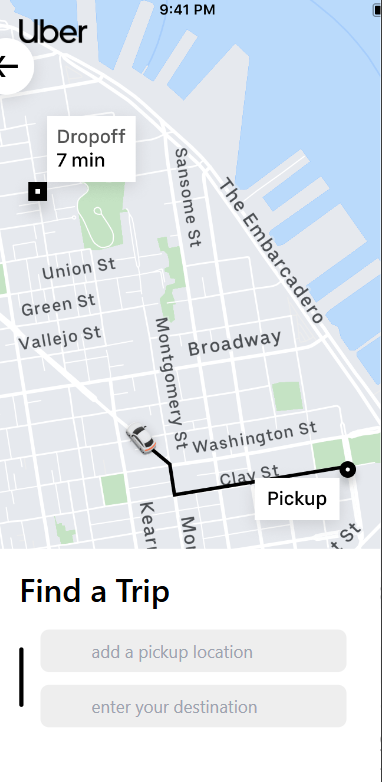 9:41 PM
Uber
Dropoff
7 min
Sansome St
The Embarcadero
Union St
Green St
Vallejo St
Broadway
Montgomery St
Washington St
Clay St
Pickup
Kear
Mo
St
Find a Trip
add a pickup location
enter your destination